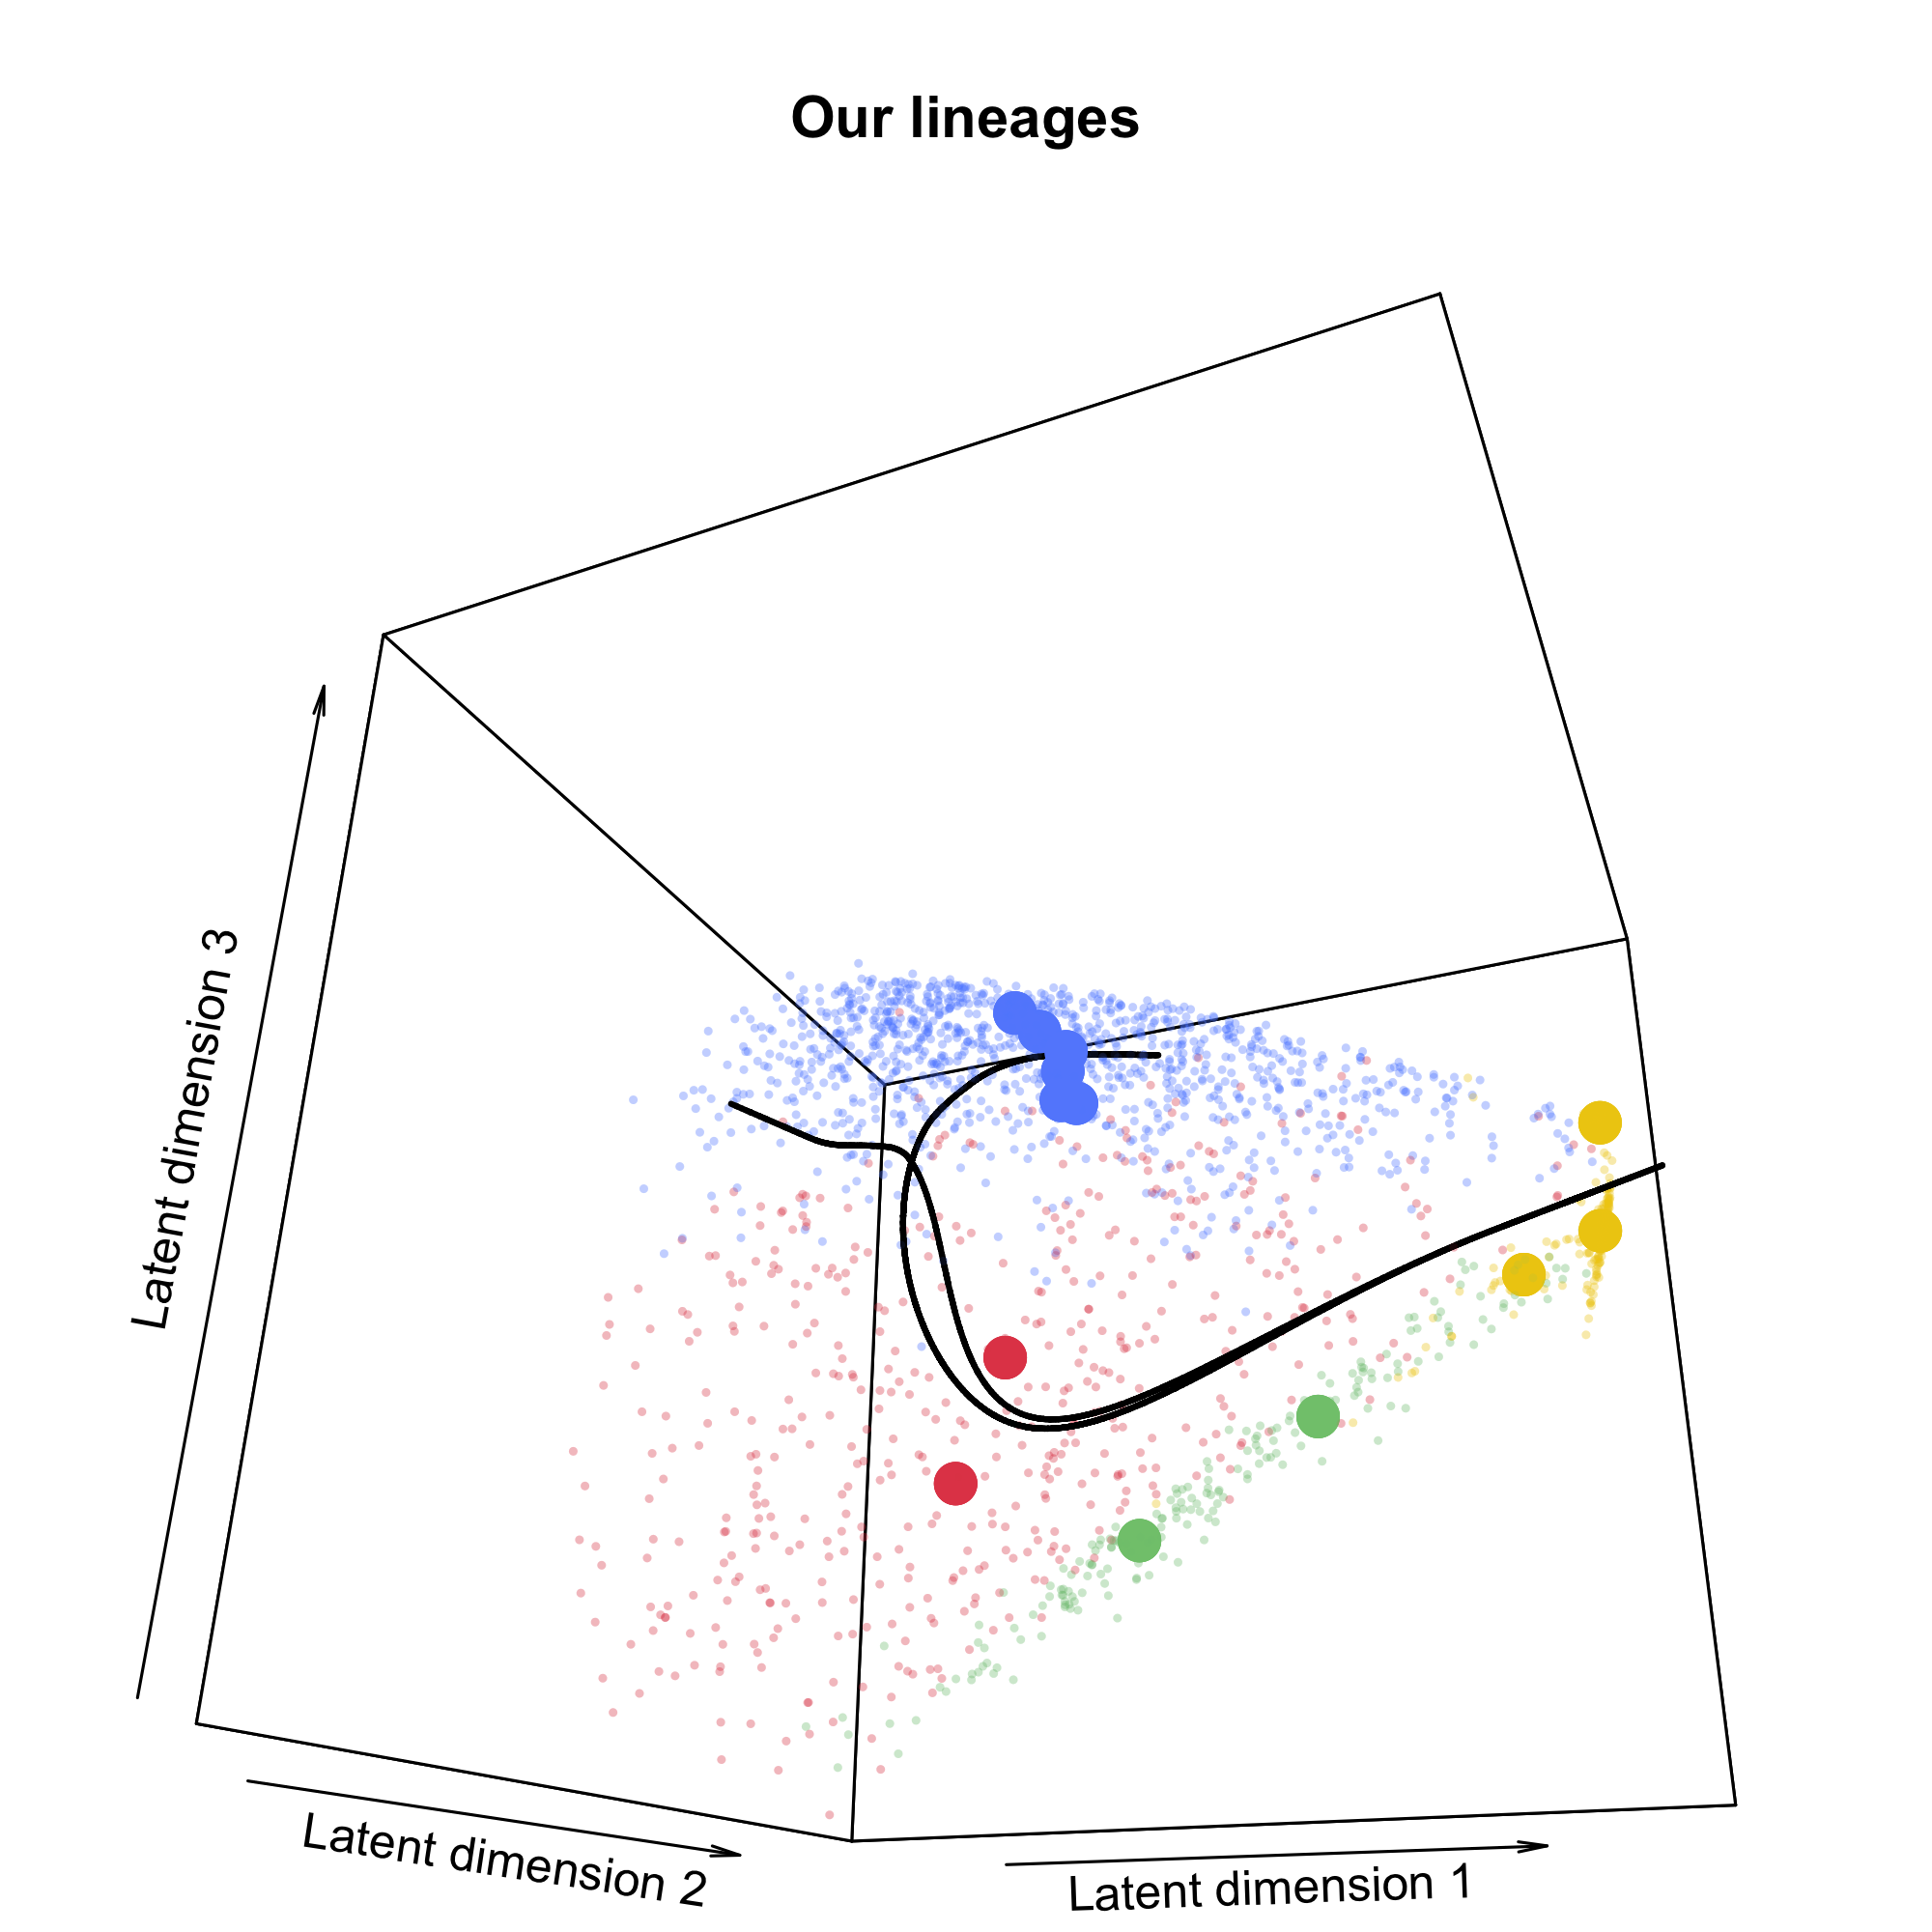 Our lineages
Latent dimension 3
Latent dimension 2
Latent dimension 1